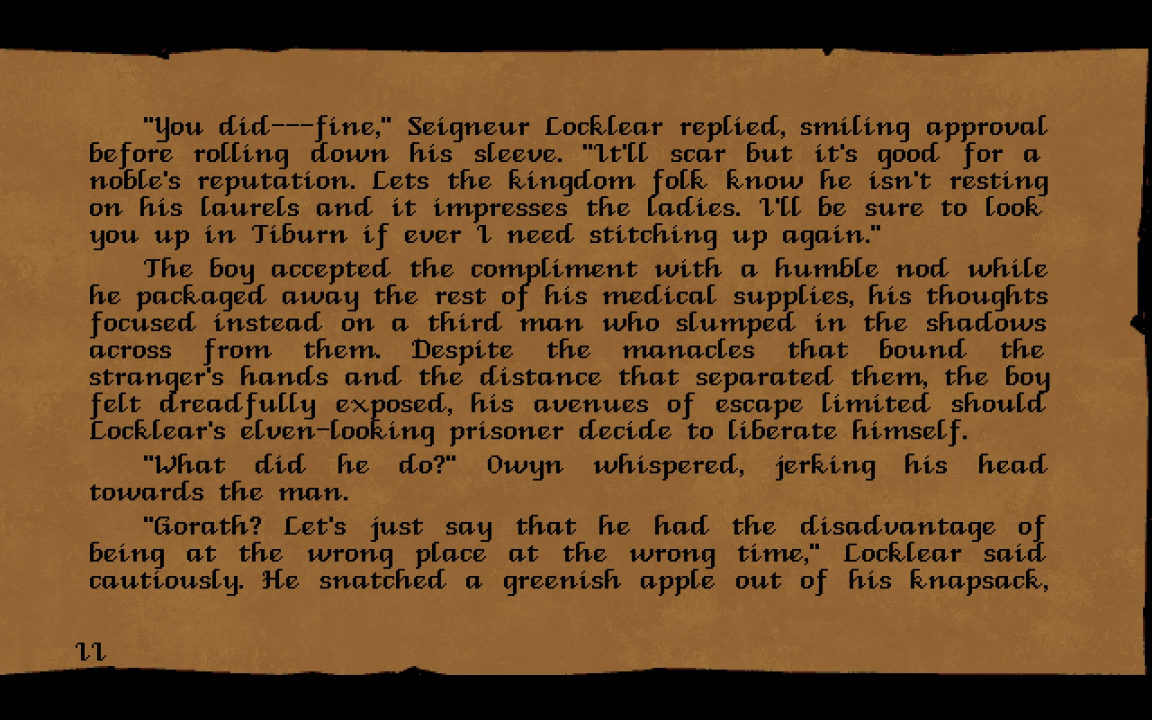 "You did---fine," Seigneur Locklear replied, smiling approval
before rolling down his sleeve. "It'll scar but it's good for a
noble's reputation. Lets the kingdom folk know he isn't resting
on his laurels and it impresses the ladies. I'll be sure to look
you up in Tiburn if ever I need stitching up again."
The boy accepted the compliment with a humble nod while
he packaged away the rest of his medical supplies, his thoughts
focused instead on a third man who slumped in the shadows
across from them. Despite the manacles that bound the
stranger's hands and the distance that separated them, the boy
felt dreadfully exposed, his avenues of escape limited should
Locklear's elven-looking prisoner decide to liberate himself.
"What did he do?" Owyn whispered, jerking his head
towards the man.
"Gorath? Let's just say that he had the disadvantage of
being at the wrong place at the wrong time," Locklear said
cautiously. He snatched a greenish apple out of his knapsack,
11